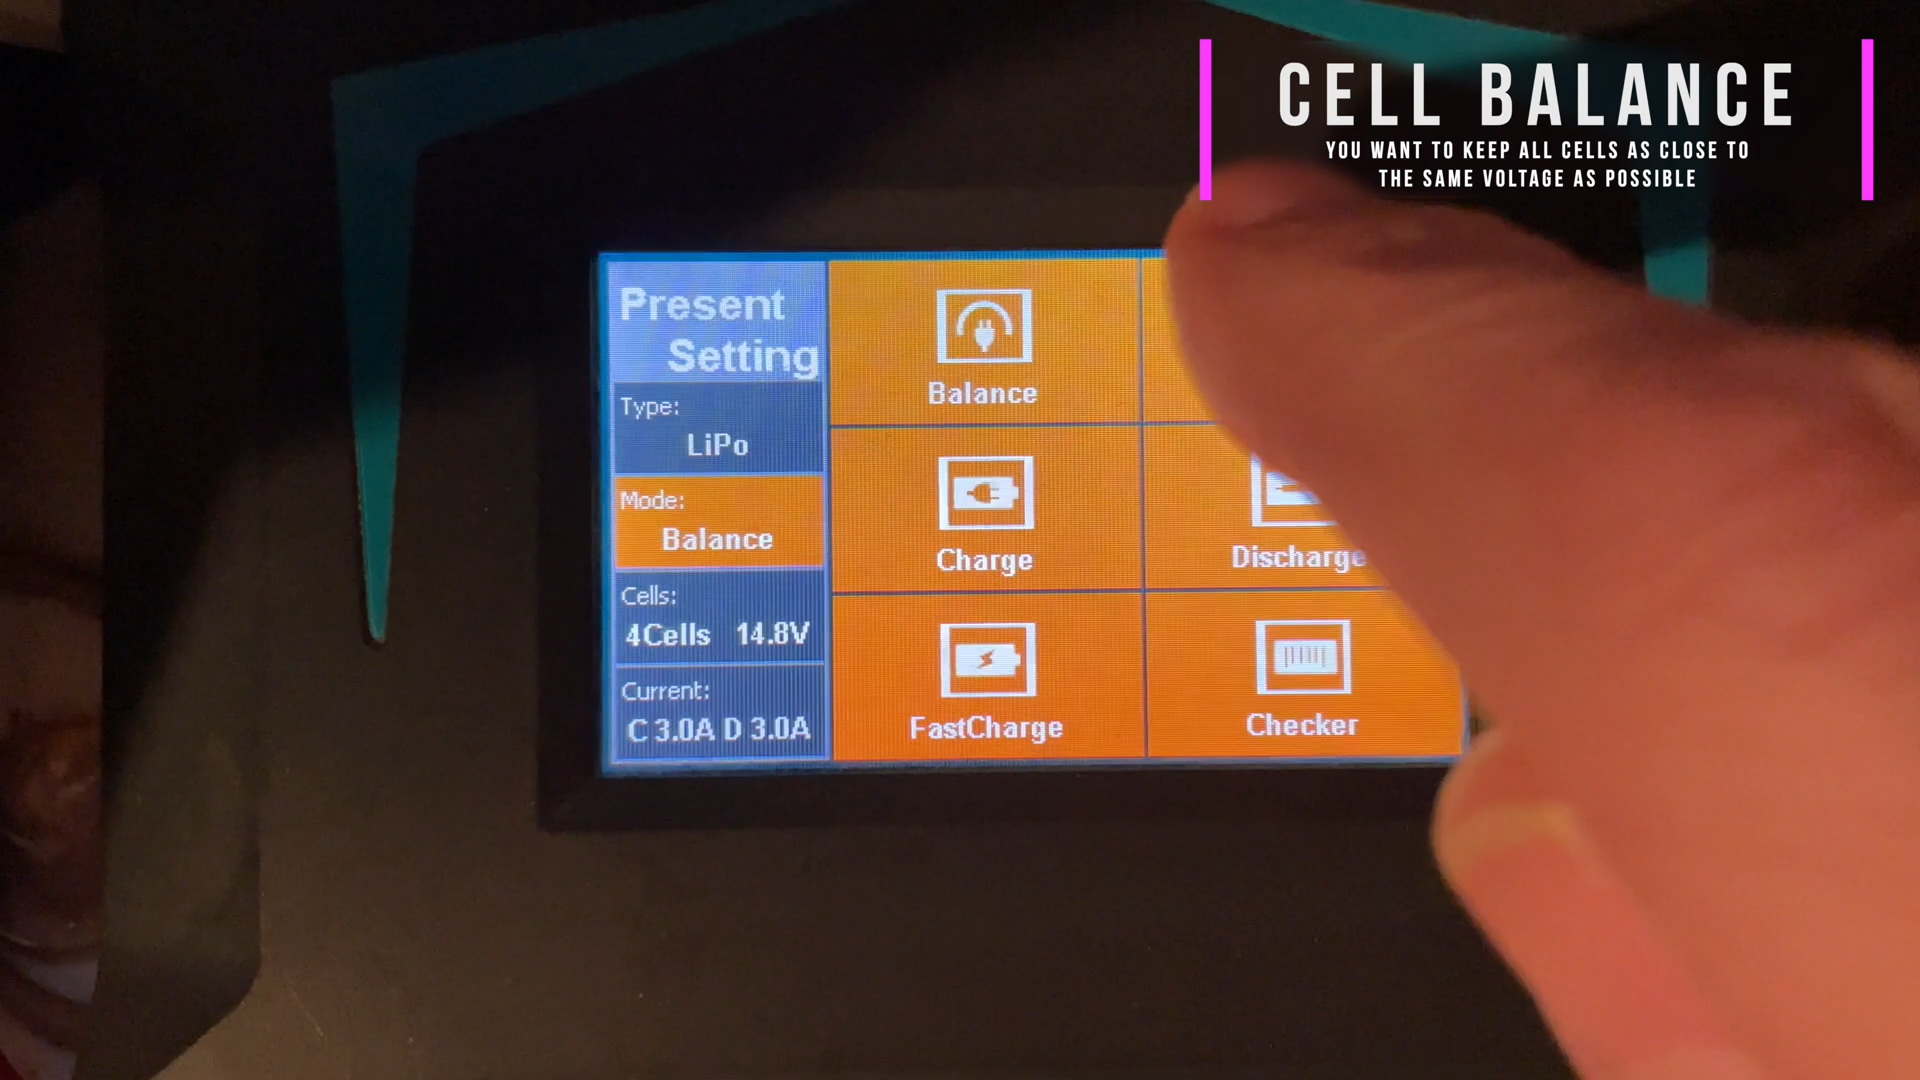 CELL BALANCE
YOU WANT TO KEEP ALL CELLS AS CLOSE TO
THE SAME VOLTAGE AS POSSIBLE
Present
Setting
Type:
LiPo
Mode:
Balance
Cells:
4Cells 14.8V
Current:
C 3.0A D 3.0A
Balance
Charge
Discharge
FastCharge
Checker